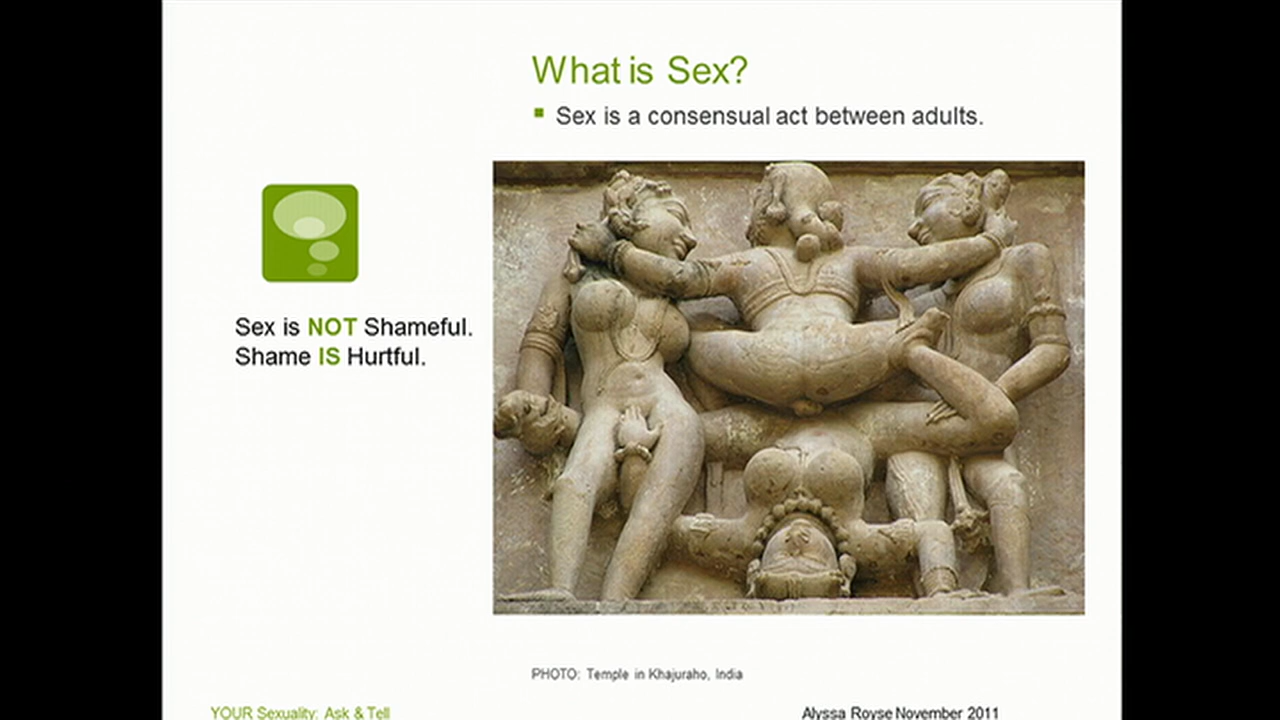 What is Sex?
Sex is a consensual act between adults.
Sex is NOT Shameful.
Shame IS Hurtful.
PHOTO: Temple in Khajuraho, India
YOUR Sexuality: Ask & Tell
Alyssa Royse November 2011